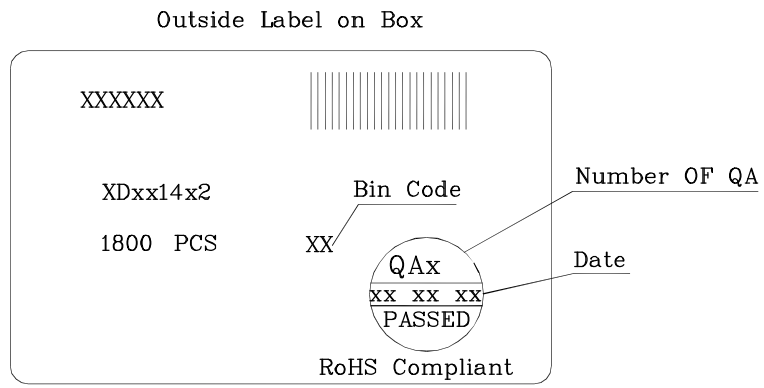 Outside Label on Box
XXXXXX
XDxx14x2
Bin Code
Number OF QA
1800 PCS
XX
QAx
Date
xx xx xx
PASSED
RoHS Compliant